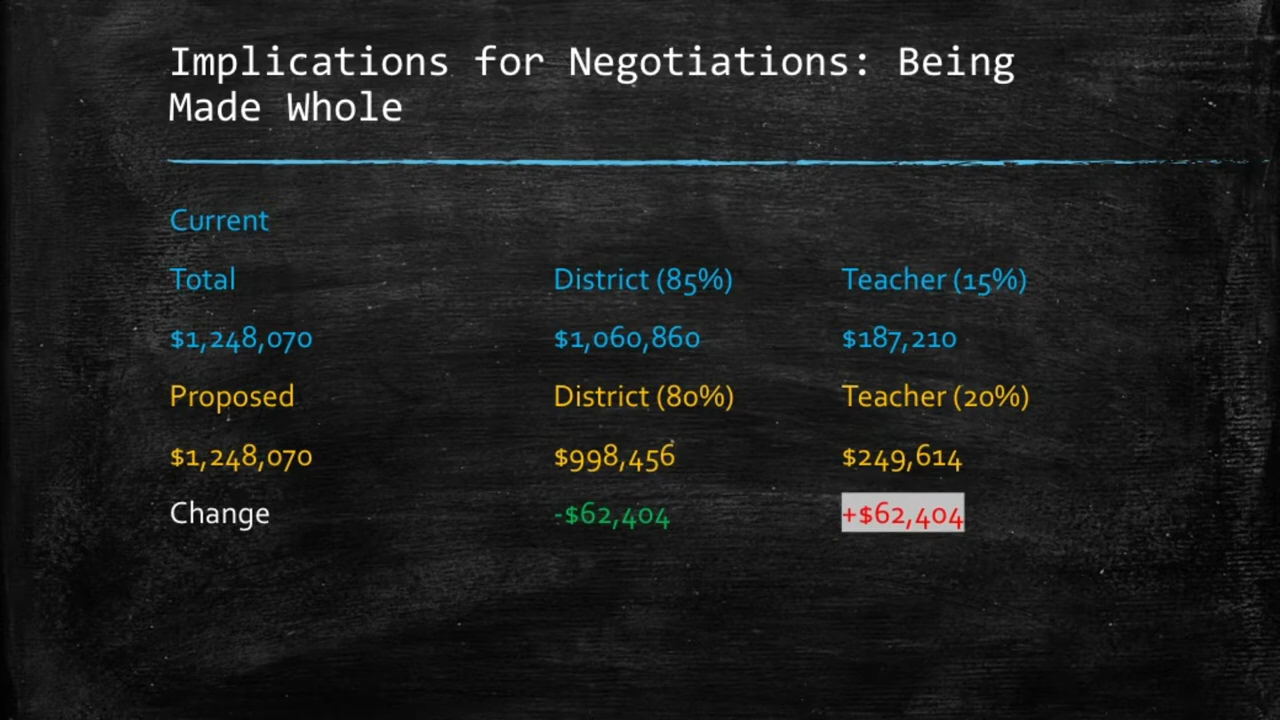 Implications for Negotiations: Being
Made Whole
Current
Total District (85%) Teacher (15%)
$1,248,070 $1,060,860 $187,210
Proposed District (80%) Teacher (20%)
$1,248,070 $998,456 $249,614
Change -$62,404 +$62,404